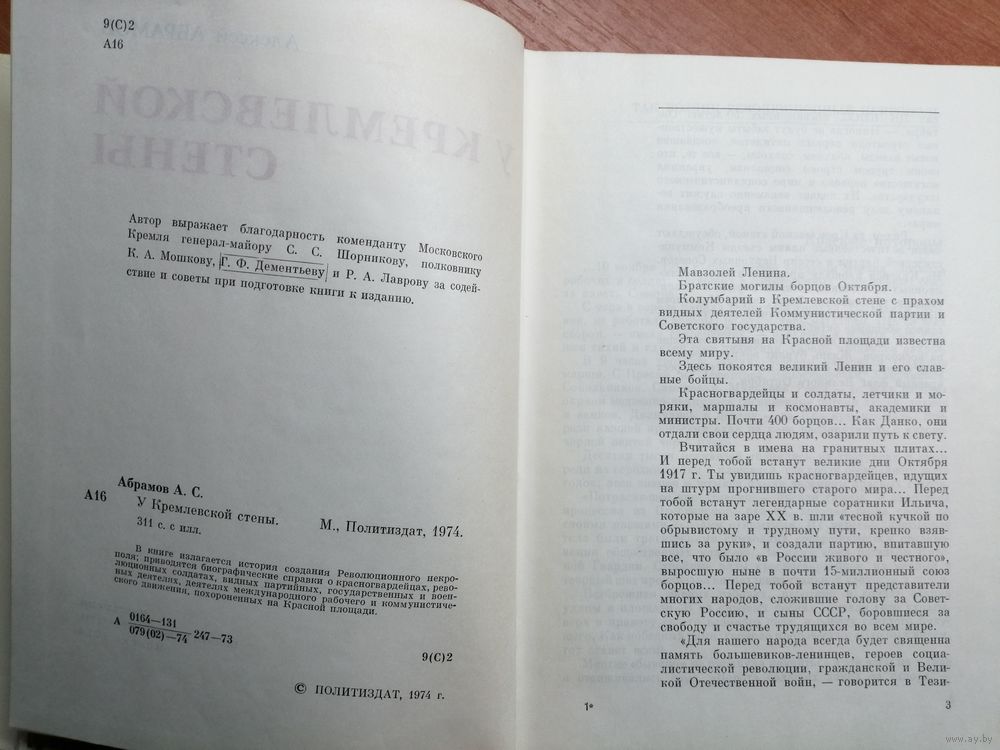 9(С)2
А16
У КРЕМЛЕВСКОЙ
СТЕНЫ
Автор выражает благодарность коменданту Московского
Кремля генерал-майору С. С. Шорникову, полковнику
К. А. Мошкову, Г. Ф. Дементьеву и Р. А. Лаврову за содей-
ствие и советы при подготовке книги к изданию.
Абрамов А. С.
А16 У Кремлевской стены. М., Политиздат, 1974.
311 с. с илл.
В книге излагается история создания Революционного некро-
поля; приводятся биографические справки о красногвардейцах, рево-
люционных солдатах, видных партийных, государственных и воен-
ных деятелях, деятелях международного рабочего и коммунистиче-
ского движения, похороненных на Красной площади.
А 0164—131
079(02)—74 247—73
9(С)2
© ПОЛИТИЗДАТ, 1974 г.
Мавзолей Ленина.
Братские могилы борцов Октября.
Колумбарий в Кремлевской стене с прахом
видных деятелей Коммунистической партии и
Советского государства.
Эта святыня на Красной площади известна
всему миру.
Здесь покоятся великий Ленин и его слав-
ные бойцы.
Красногвардейцы и солдаты, летчики и мо-
ряки, маршалы и космонавты, академики и
министры. Почти 400 борцов... Как Данко, они
отдали свои сердца людям, озарили путь к свету.
Вчитайся в имена на гранитных плитах...
И перед тобой встанут великие дни Октября
1917 г. Ты увидишь красногвардейцев, идущих
на штурм прогнившего старого мира... Перед
тобой встанут легендарные соратники Ильича,
которые на заре XX в. шли «тесной кучкой по
обрывистому и трудному пути, крепко взяв-
шись за руки», и создали партию, впитавшую
все, что было «в России живого и честного»,
выросшую ныне в почти 15-миллионный союз
борцов... Перед тобой встанут представители
многих народов, сложившие голову за Совет-
скую Россию, и сыны СССР, боровшиеся за
свободу и счастье трудящихся во всем мире.
«Для нашего народа всегда будет священна
память большевиков-ленинцев, героев социа-
листической революции, гражданской и Вели-
кой Отечественной войн, — говорится в Тези-
1*
3
www.ay.by